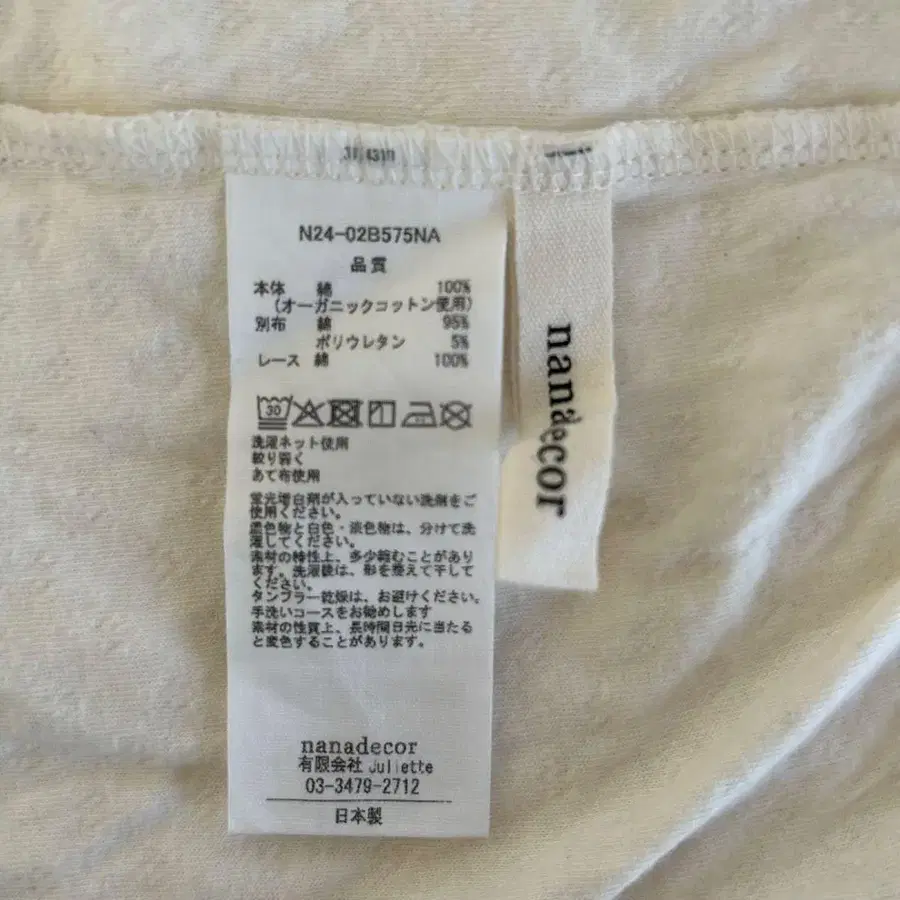 N24-02B575NA
品質
本体 綿 100%
(オーガニックコットン使用)
別布 綿 95%
ポリウレタン 5%
レース 綿 100%
30
洗濯ネット使用
絞り弱く
あて布使用
蛍光増白剤が入っていない洗剤をご
使用ください。
濃色物と白色・淡色物は、分けて洗
濯してください。
素材の特性上、多少縮むことがあり
ます。洗濯後は、形を整えて干して
ください。
タンブラー乾燥は、お避けください。
手洗いコースをお勧めします
素材の性質上、長時間日光に当たる
と変色することがあります。
nanadecor
有限会社 Juliette
03-3479-2712
日本製
nanadecor